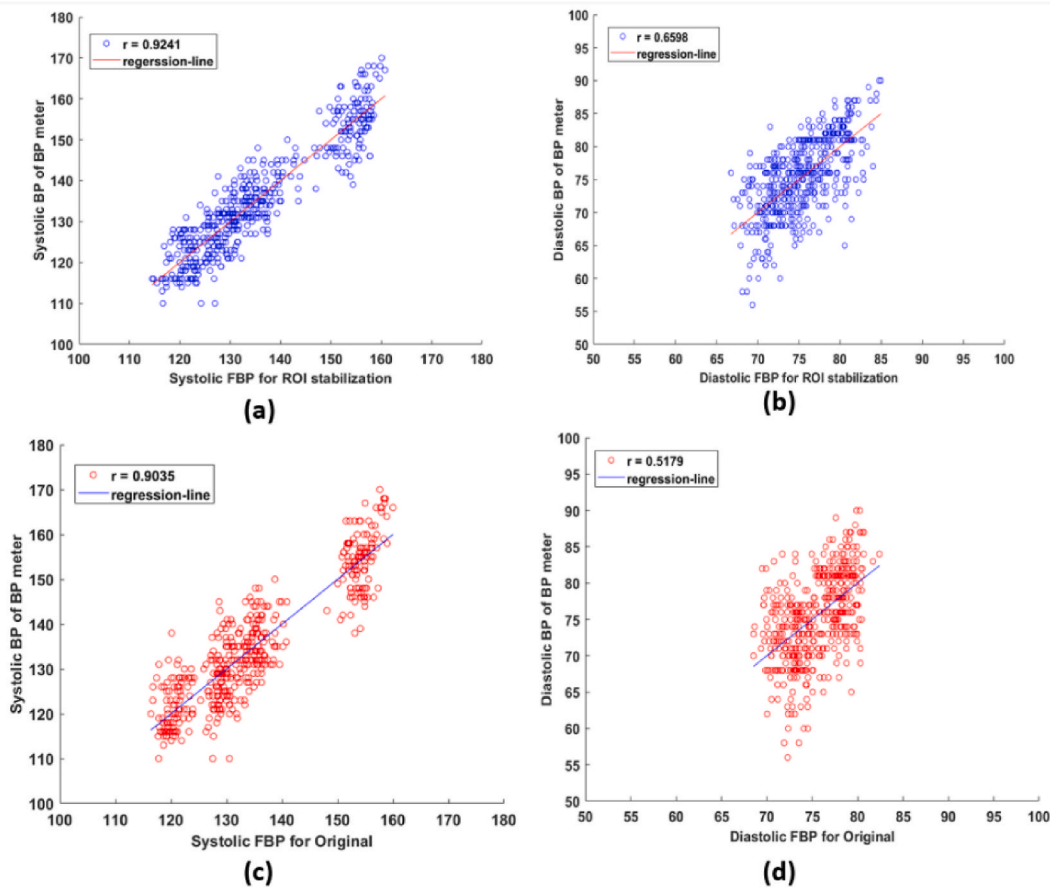 180
170
160
150
140
130
120
110
100
Systolic BP of BP meter
r = 0.9241
regerssion-line
100 110 120 130 140 150 160 170 180
Systolic FBP for ROI stabilization
(a)
100
95
90
85
80
75
70
65
60
55
50
Diastolic BP of BP meter
r = 0.6598
regression-line
50 55 60 65 70 75 80 85 90 95 100
Diastolic FBP for ROI stabilization
(b)
180
170
160
150
140
130
120
110
100
Systolic BP of BP meter
r = 0.9035
regression-line
100 110 120 130 140 150 160 170 180
Systolic FBP for Original
(c)
100
95
90
85
80
75
70
65
60
55
50
Diastolic BP of BP meter
r = 0.5179
regression-line
50 55 60 65 70 75 80 85 90 95 100
Diastolic FBP for Original
(d)